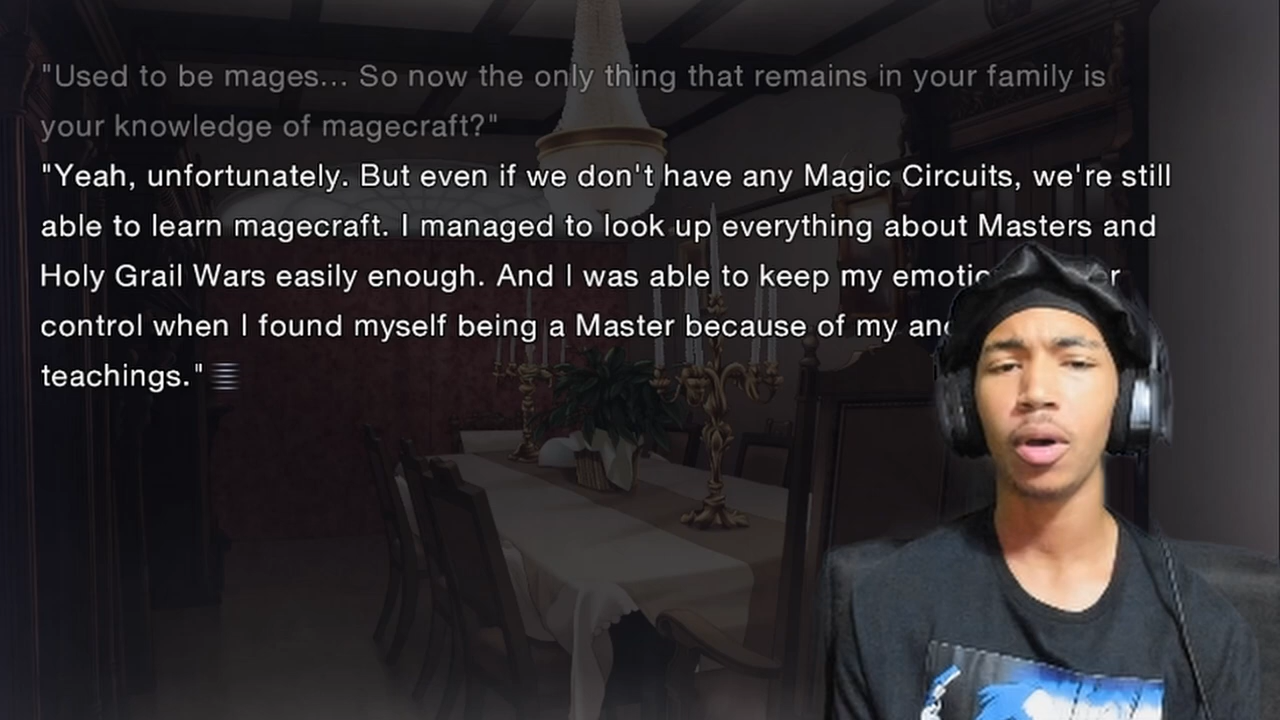 "Used to be mages... So now the only thing that remains in your family is
your knowledge of magecraft?"
"Yeah, unfortunately. But even if we don't have any Magic Circuits, we're still
able to learn magecraft. I managed to look up everything about Masters and
Holy Grail Wars easily enough. And I was able to keep my
control when I found myself being a Master because of my
teachings."